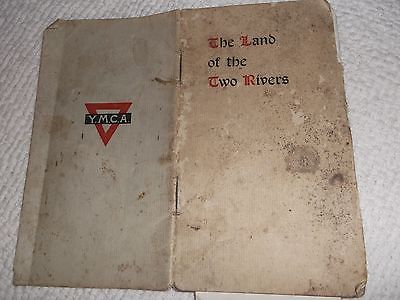 Y.M.C.A.
The Land
of the
Two Rivers